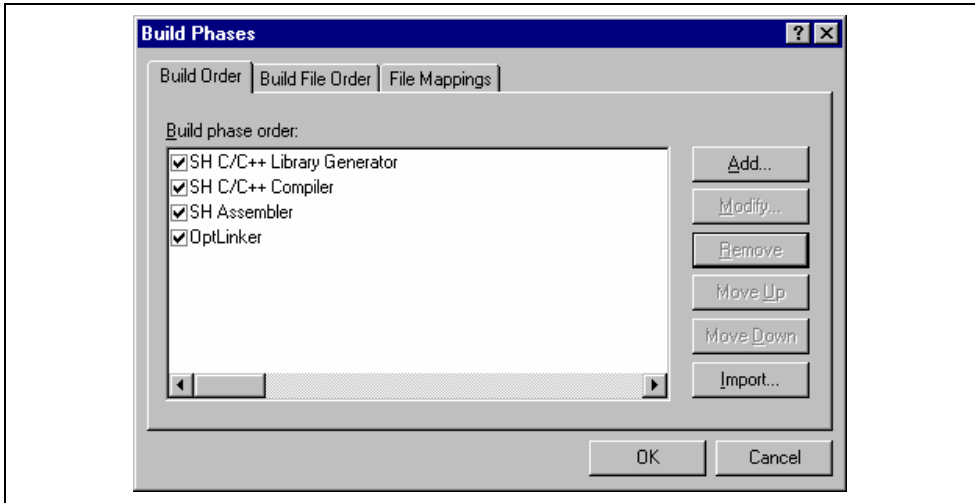 Build Phases
Build Order
Build File Order
File Mappings
Build phase order:
SH C/C++ Library Generator
SH C/C++ Compiler
SH Assembler
OptLinker
Add...
Modify...
Remove
Move Up
Move Down
Import...
OK
Cancel